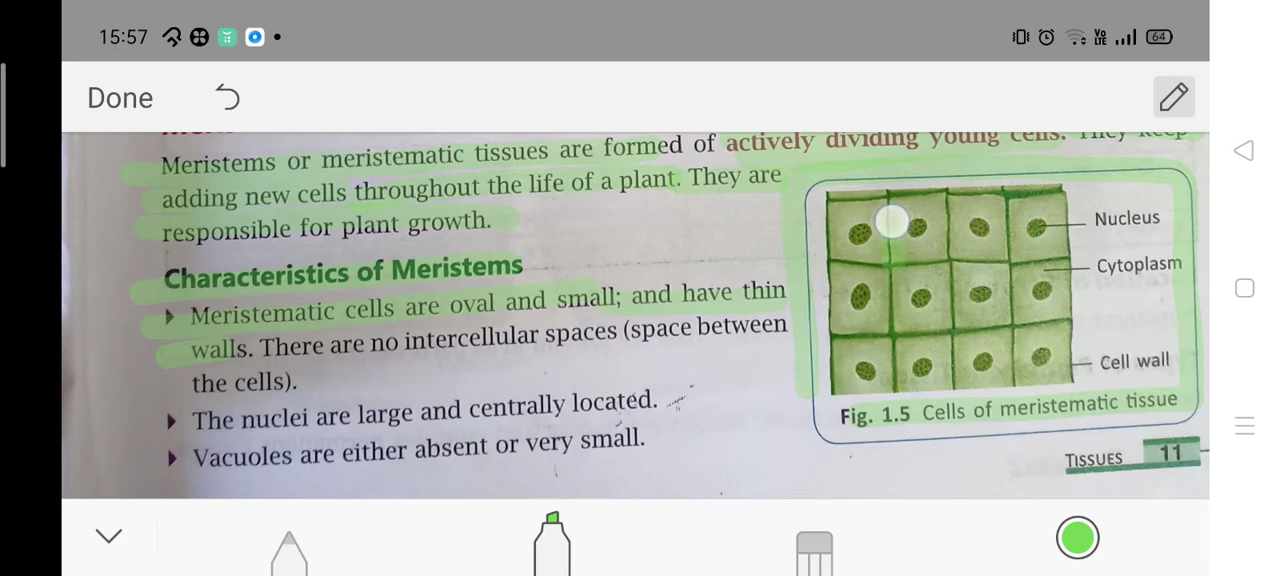 15:57
VO LTE
64
Done
Meristems or meristematic tissues are formed of actively dividing young cells. They keep
adding new cells throughout the life of a plant. They are
responsible for plant growth.
Characteristics of Meristems
Meristematic cells are oval and small; and have thin
walls. There are no intercellular spaces (space between
the cells).
The nuclei are large and centrally located.
Vacuoles are either absent or very small.
Nucleus
Cytoplasm
Cell wall
Fig. 1.5 Cells of meristematic tissue
TISSUES 11